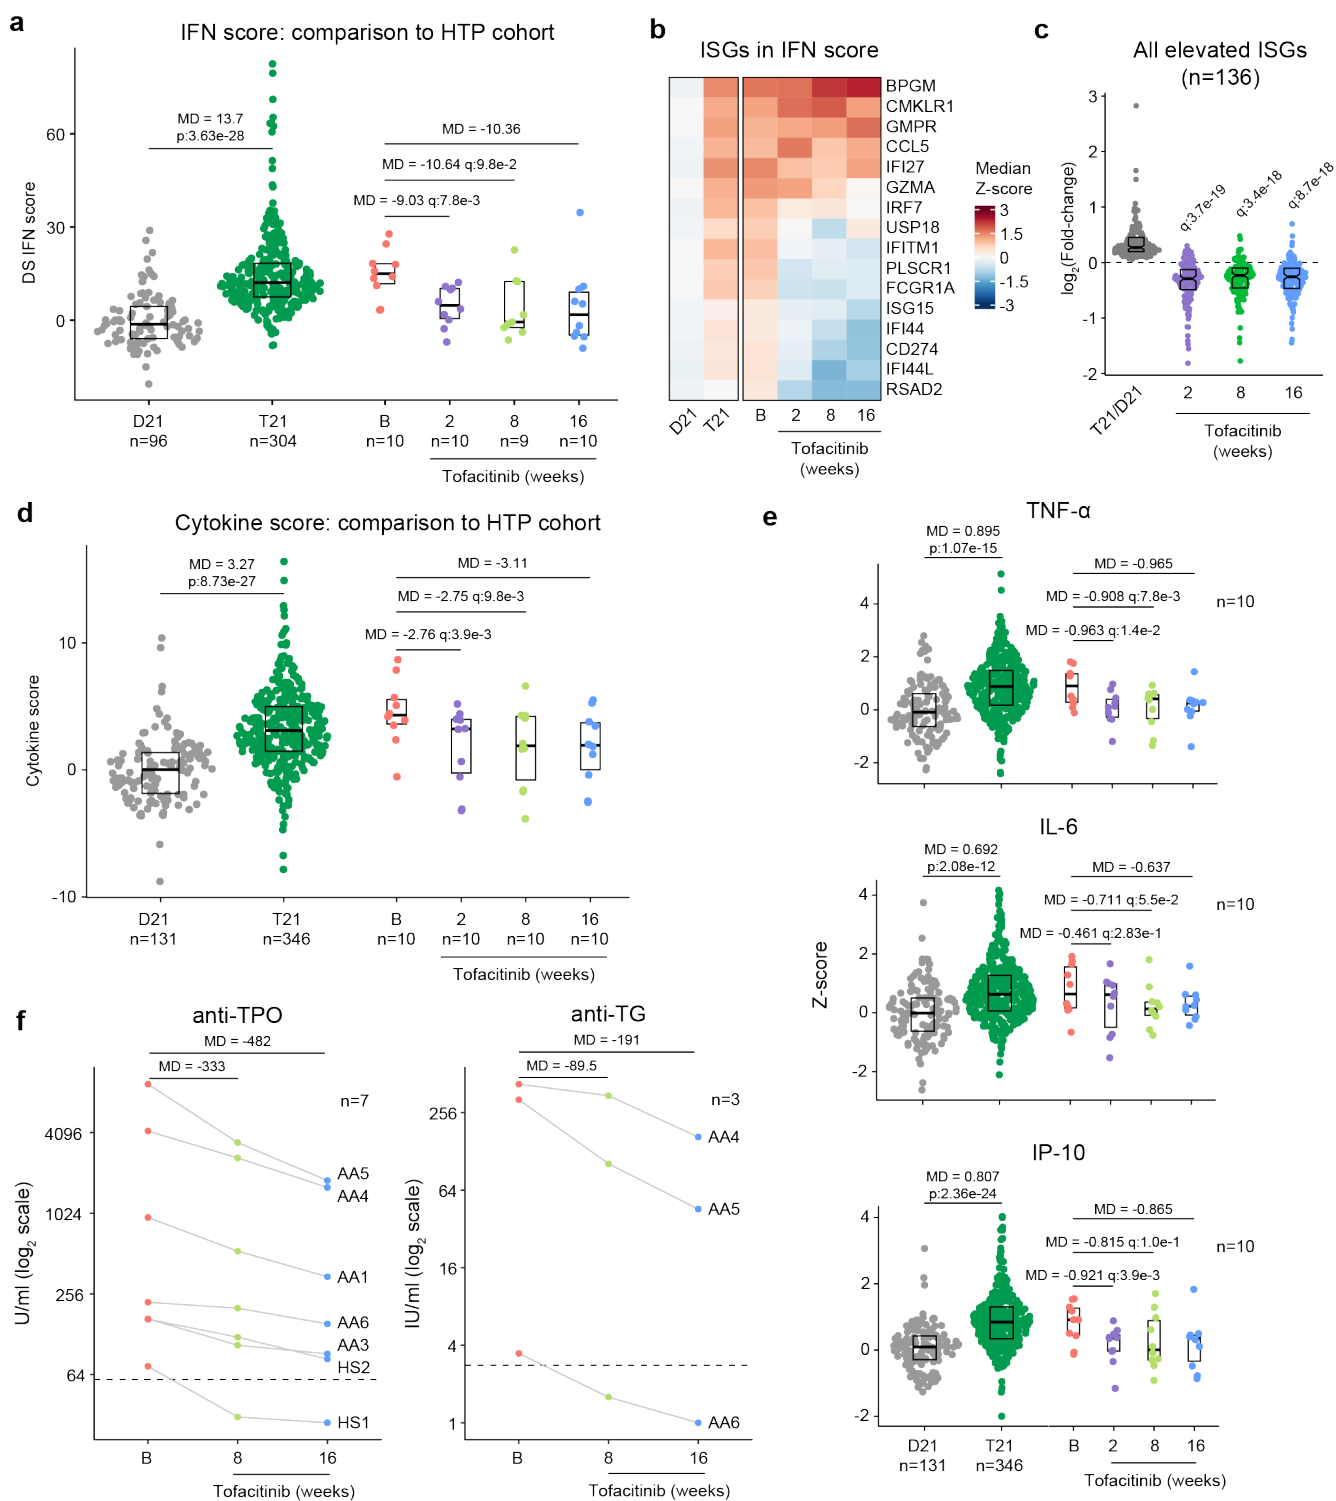 a
IFN score: comparison to HTP cohort
DS IFN score
60
30
0
MD = 13.7
p:3.63e-28
MD = -10.36
MD = -10.64 q:9.8e-2
MD = -9.03 q:7.8e-3
D21
n=96
T21
n=304
B
n=10
2
n=10
8
n=9
16
n=10
Tofacitinib (weeks)
b
ISGs in IFN score
BPGM
CMKLR1
GMPR
CCL5
IFI27
GZMA
IRF7
USP18
IFITM1
PLSCR1
FCGR1A
ISG15
IFI44
CD274
IFI44L
RSAD2
D21
T21
B
2
8
16
Tofacitinib
(weeks)
Median
Z-score
3
1.5
0
-1.5
-3
c
All elevated ISGs
(n=136)
log2(Fold-change)
3
2
1
0
-1
-2
q:3.7e-19
q:3.4e-18
q:8.7e-18
T21/D21
2
8
16
Tofacitinib
(weeks)
d
Cytokine score: comparison to HTP cohort
Cytokine score
10
0
-10
MD = 3.27
p:8.73e-27
MD = -3.11
MD = -2.75 q:9.8e-3
MD = -2.76 q:3.9e-3
D21
n=131
T21
n=346
B
n=10
2
n=10
8
n=10
16
n=10
Tofacitinib (weeks)
e
TNF-α
MD = 0.895
p:1.07e-15
MD = -0.965
MD = -0.908 q:7.8e-3
MD = -0.963 q:1.4e-2
n=10
4
2
0
-2
IL-6
MD = 0.692
p:2.08e-12
MD = -0.637
MD = -0.711 q:5.5e-2
MD = -0.461 q:2.83e-1
n=10
Z-score
4
2
0
-2
IP-10
MD = 0.807
p:2.36e-24
MD = -0.865
MD = -0.815 q:1.0e-1
MD = -0.921 q:3.9e-3
n=10
4
2
0
-2
D21
n=131
T21
n=346
B
2
8
16
Tofacitinib (weeks)
f
anti-TPO
MD = -482
MD = -333
n=7
U/ml (log2 scale)
4096
1024
256
64
AA5
AA4
AA1
AA6
AA3
HS2
HS1
B
8
16
Tofacitinib (weeks)
anti-TG
MD = -191
MD = -89.5
n=3
IU/ml (log2 scale)
256
64
16
4
1
AA4
AA5
AA6
B
8
16
Tofacitinib (weeks)